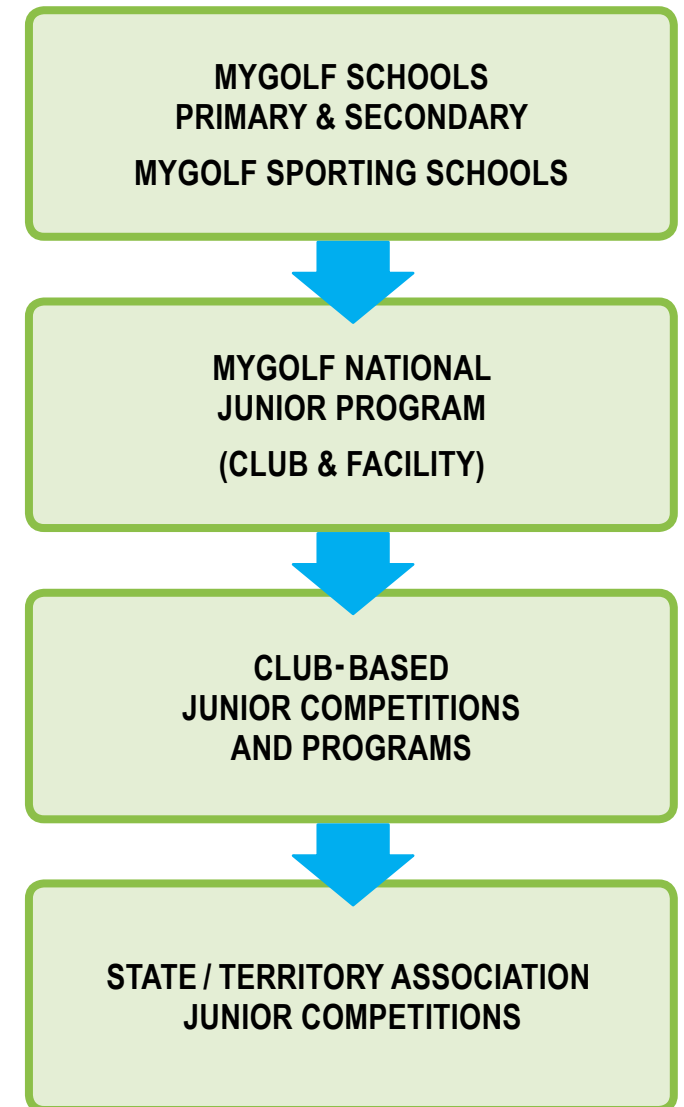 MYGOLF SCHOOLS
PRIMARY & SECONDARY
MYGOLF SPORTING SCHOOLS
MYGOLF NATIONAL
JUNIOR PROGRAM
(CLUB & FACILITY)
CLUB-BASED
JUNIOR COMPETITIONS
AND PROGRAMS
STATE / TERRITORY ASSOCIATION
JUNIOR COMPETITIONS